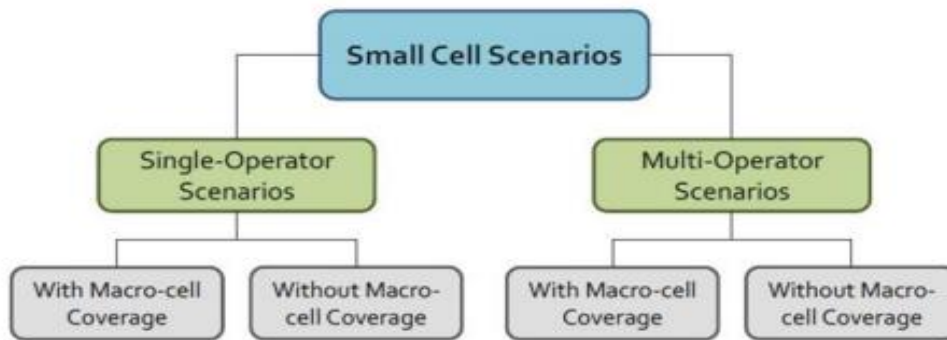 Small Cell Scenarios
Single-Operator
Scenarios
Multi-Operator
Scenarios
With Macro-cell
Coverage
Without Macro-
cell Coverage
With Macro-cell
Coverage
Without Macro-
cell Coverage